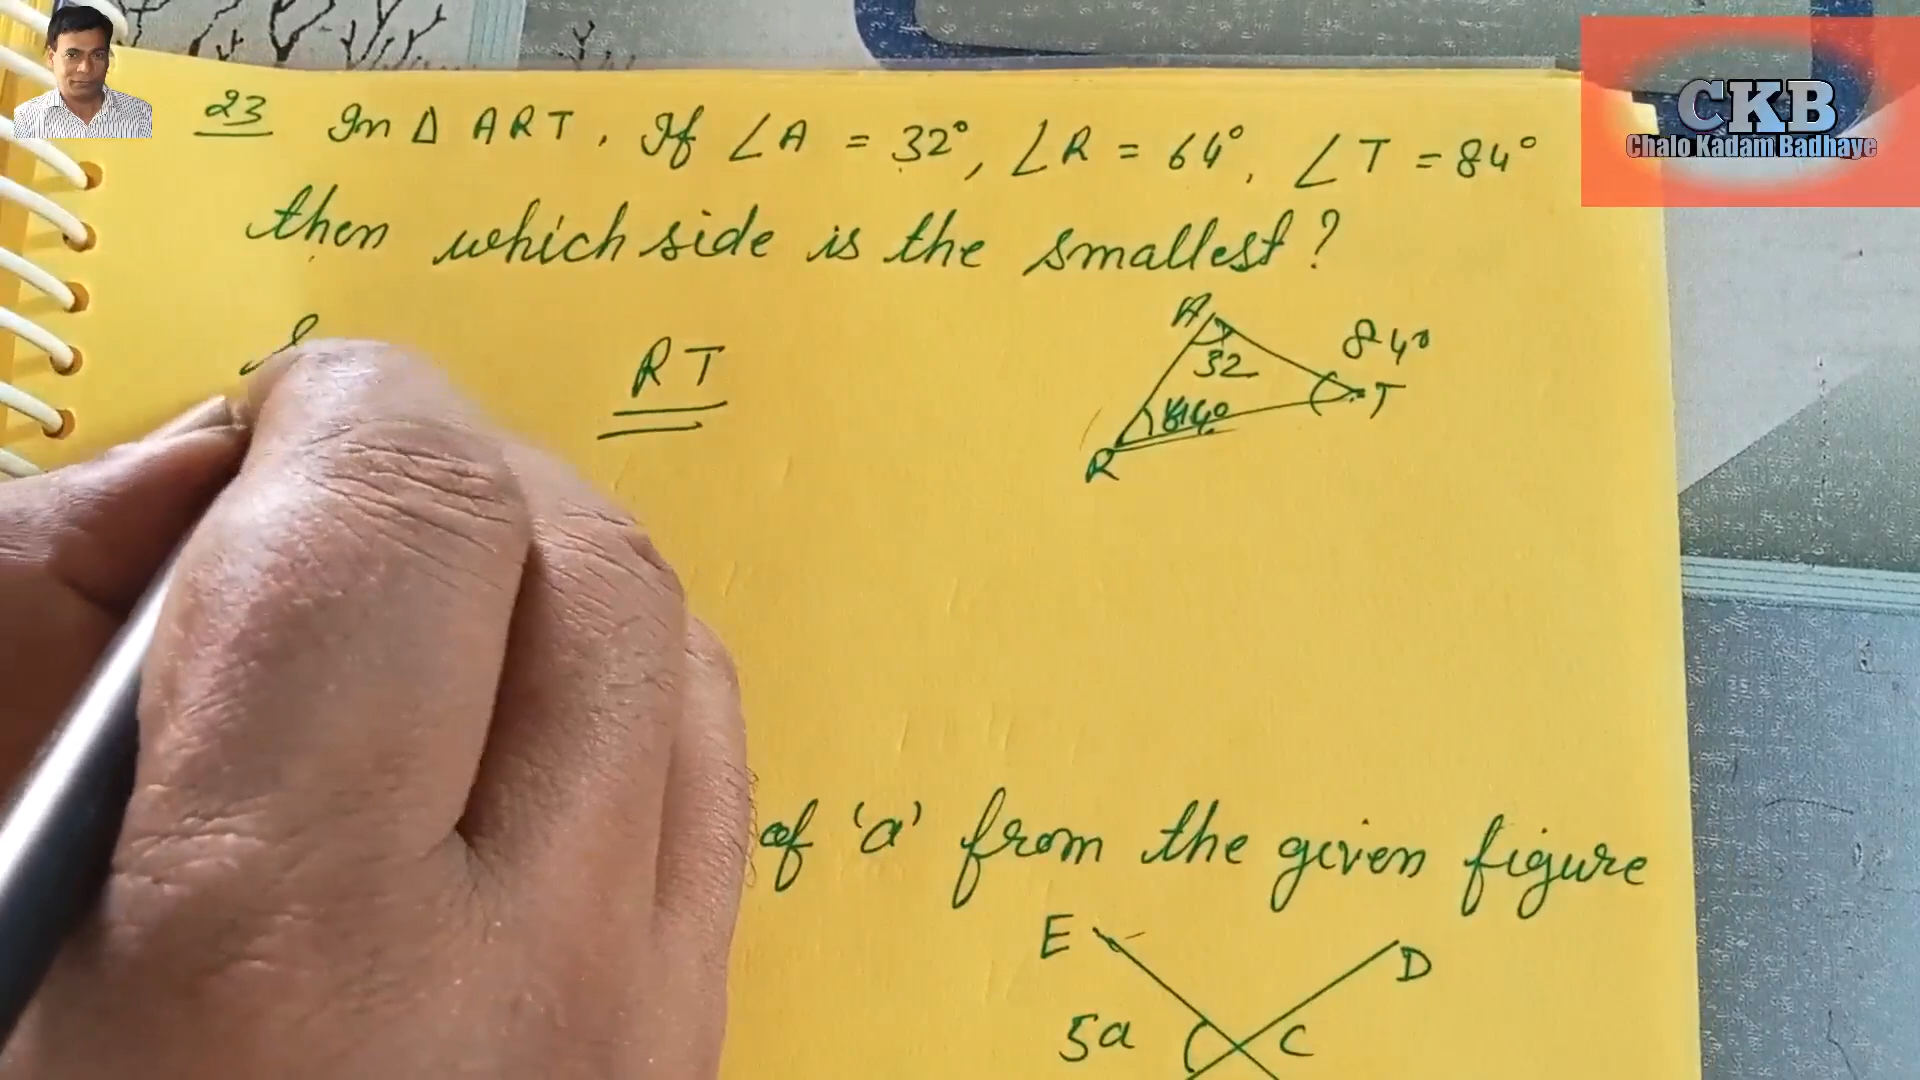 CKB
Chalo Kadam Badhaye
23 In Δ ART, If ∠A = 32°, ∠R = 64°, ∠T = 84°
then which side is the smallest?
RT
A
32
84°
T
64°
R
of 'a' from the given figure
E
D
5a
C